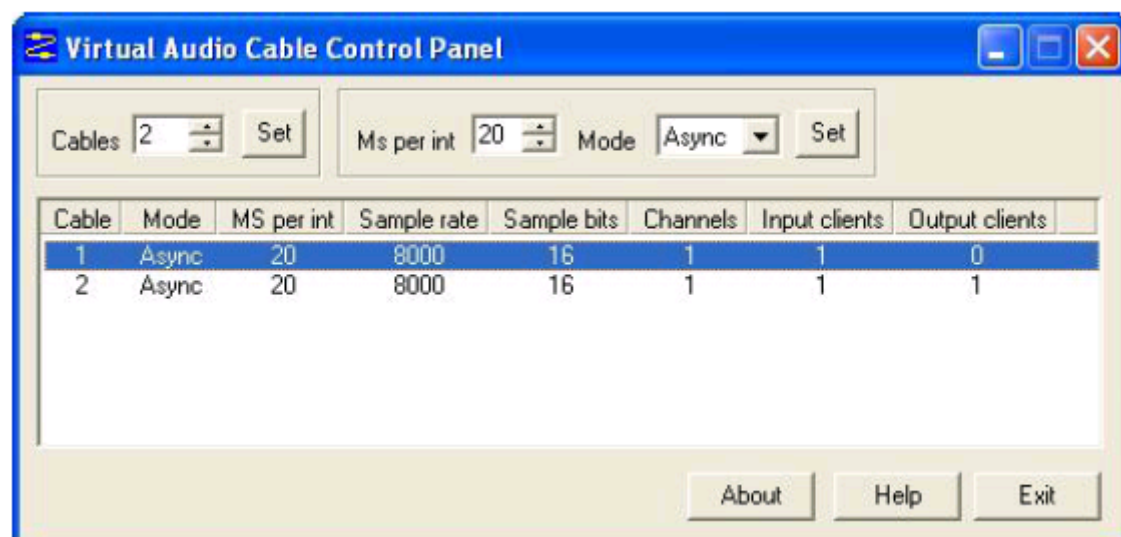 Virtual Audio Cable Control Panel
Cables 2 Set Ms per int 20 Mode Async Set
Cable Mode MS per int Sample rate Sample bits Channels Input clients Output clients
1 Async 20 8000 16 1 1 0
2 Async 20 8000 16 1 1 1
About Help Exit